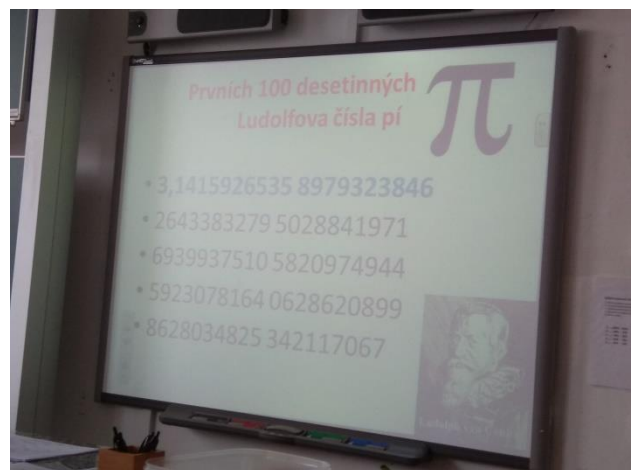 Prvních 100 desetinných
Ludolfova čísla pí
π
• 3,1415926535 8979323846
• 2643383279 5028841971
• 6939937510 5820974944
• 5923078164 0628620899
• 8628034825 342117067